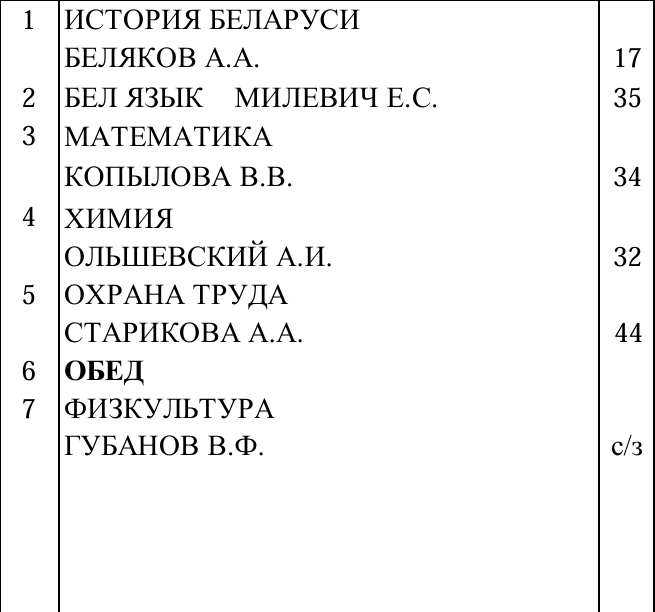 1 ИСТОРИЯ БЕЛАРУСИ
БЕЛЯКОВ А.А. 17
2 БЕЛ ЯЗЫК МИЛЕВИЧ Е.С. 35
3 МАТЕМАТИКА
КОПЫЛОВА В.В. 34
4 ХИМИЯ
ОЛЬШЕВСКИЙ А.И. 32
5 ОХРАНА ТРУДА
СТАРИКОВА А.А. 44
6 ОБЕД
7 ФИЗКУЛЬТУРА
ГУБАНОВ В.Ф. с/з